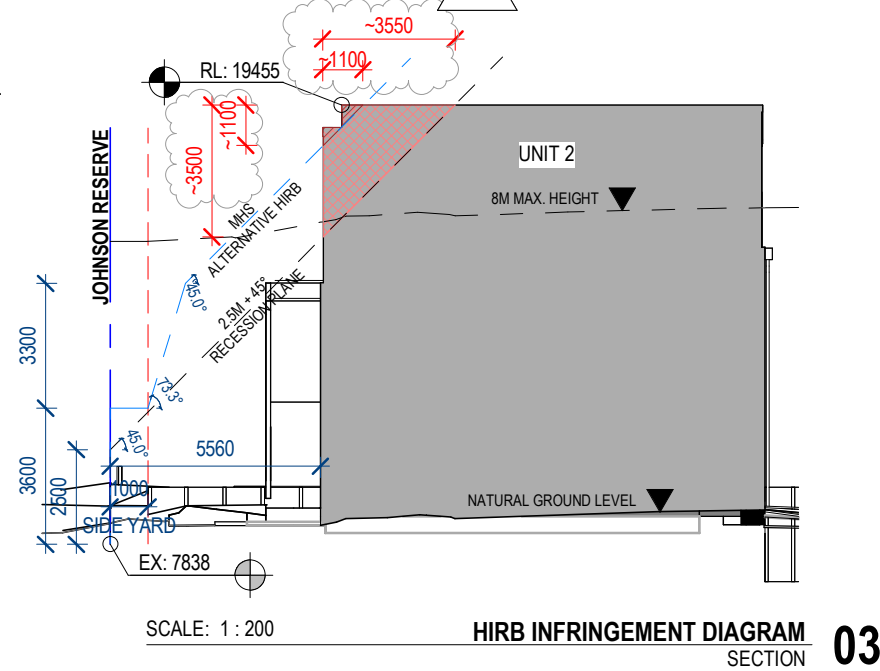 ~3550
~1100
RL: 19455
~1100
~3500
UNIT 2
8M MAX. HEIGHT
JOHNSON RESERVE
MHS
ALTERNATIVE HIRB
45.0°
2.5M + 45°
RECESSION PLANE
3300
73.3°
45.0°
5560
3600
2500
1000
SIDE YARD
NATURAL GROUND LEVEL
EX: 7838
SCALE: 1 : 200
HIRB INFRINGEMENT DIAGRAM
SECTION
03